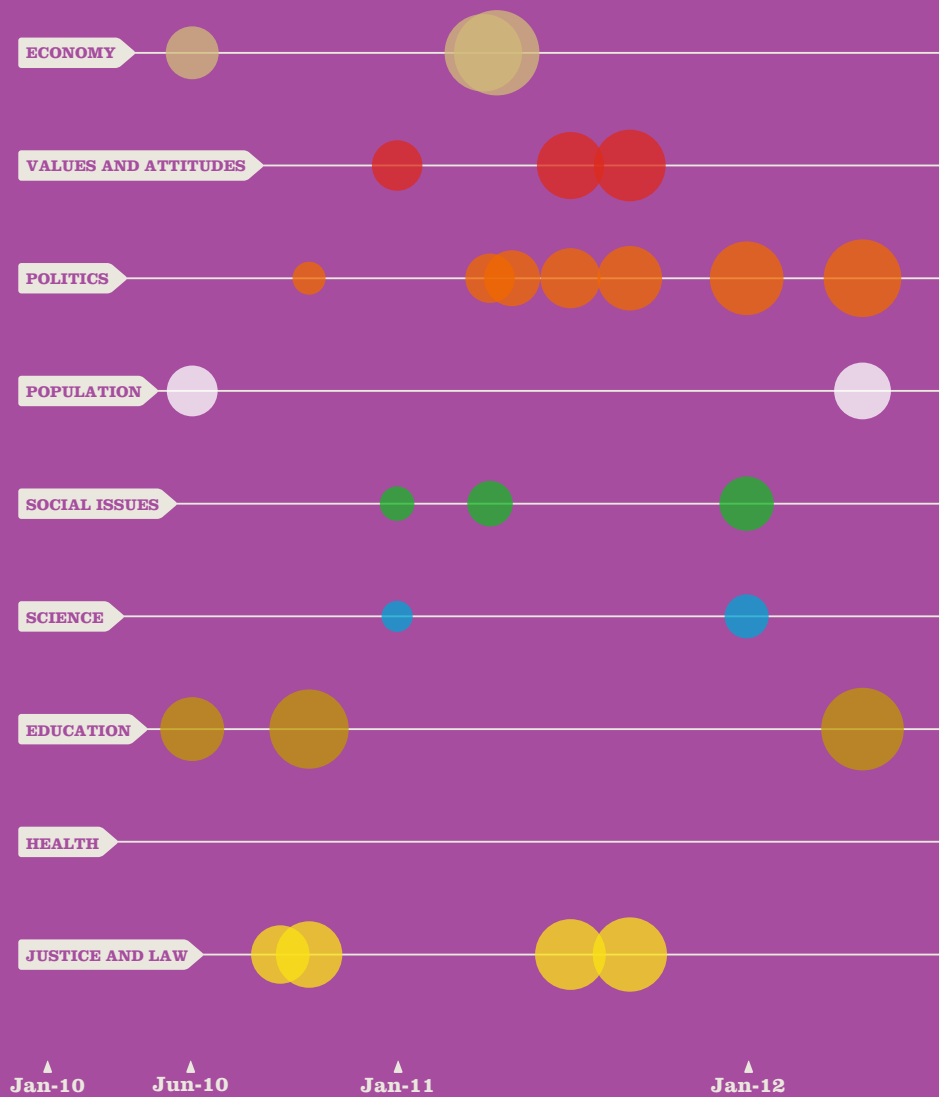 ECONOMY
VALUES AND ATTITUDES
POLITICS
POPULATION
SOCIAL ISSUES
SCIENCE
EDUCATION
HEALTH
JUSTICE AND LAW
Jan-10 Jun-10 Jan-11 Jan-12